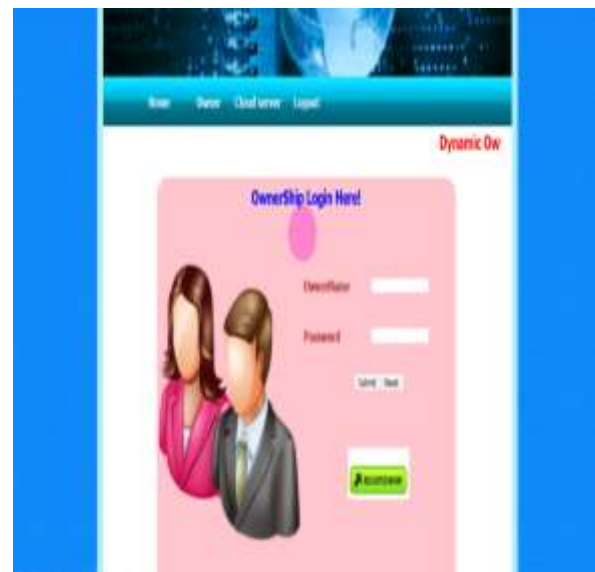 Home Owner Cloud server Logout
Dynamic Ow
OwnerShip Login Here!
OwnerName
Password
Submit Reset